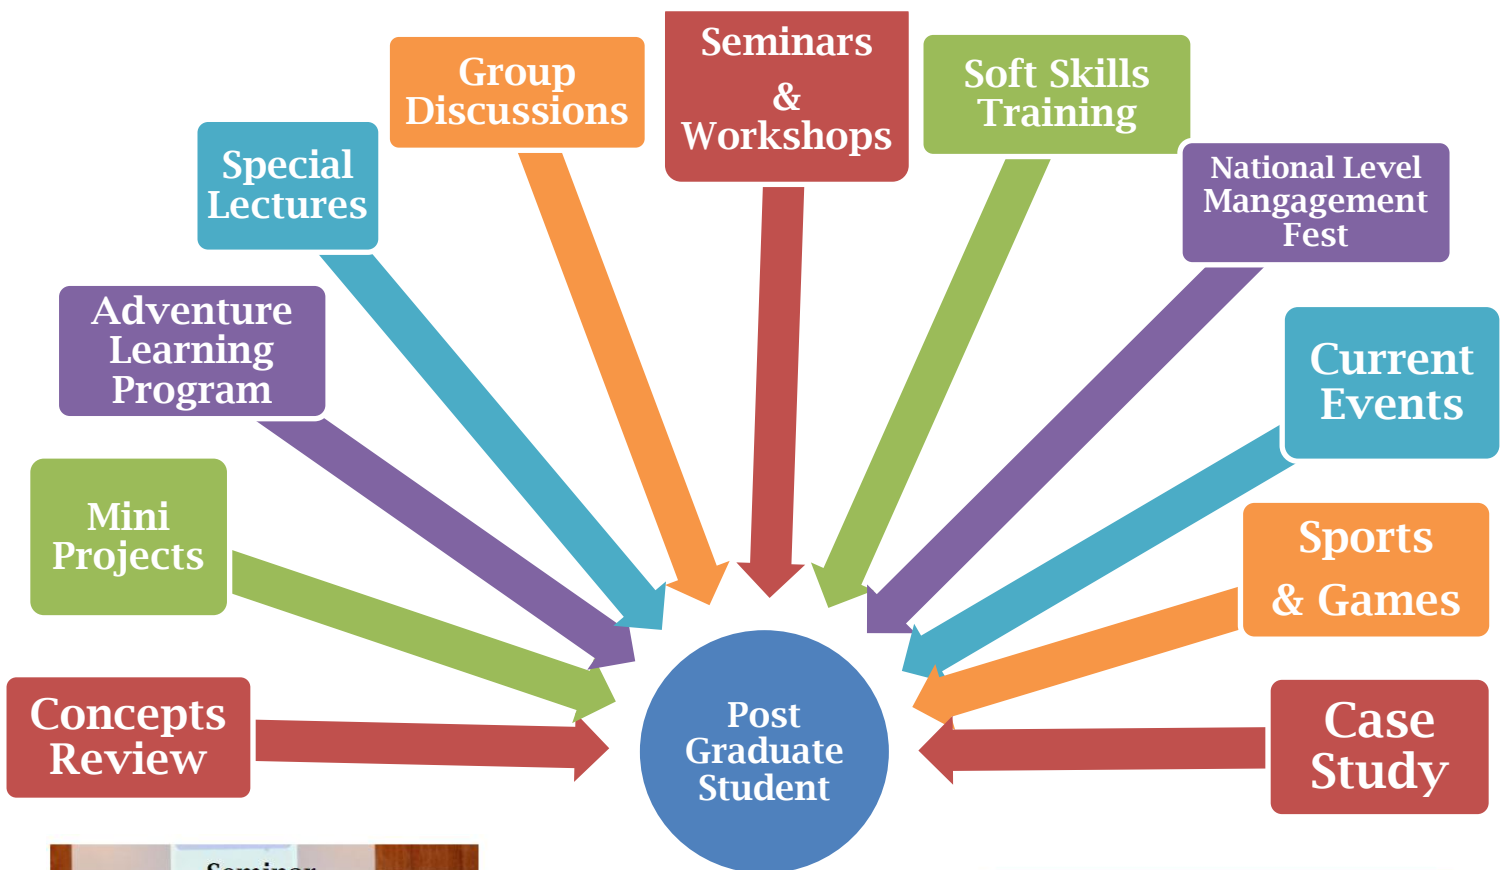 Seminars
&
Workshops
Group
Discussions
Soft Skills
Training
Special
Lectures
National Level
Mangagement
Fest
Adventure
Learning
Program
Current
Events
Mini
Projects
Sports
& Games
Concepts
Review
Post
Graduate
Student
Case
Study
Seminar